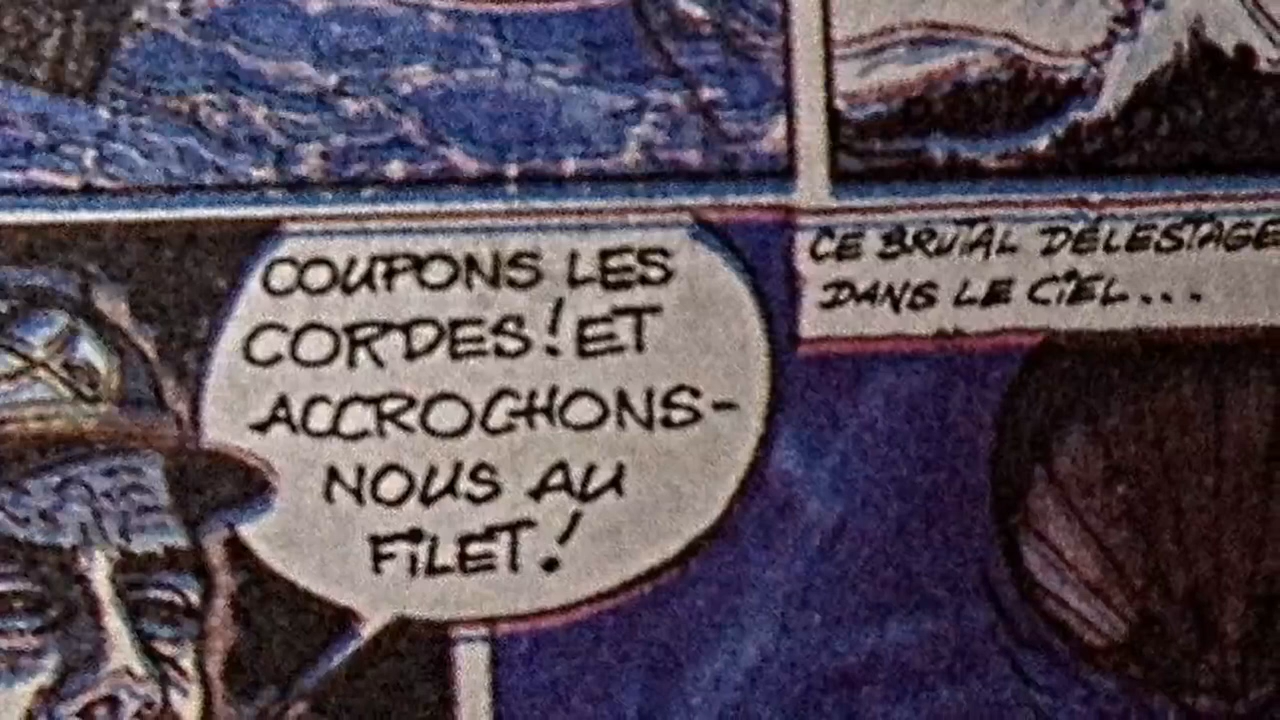 COUPONS LES
CORDES! ET
ACCROCHONS-
NOUS AU
FiLET!
CE BRUTAL DÉLESTAGE
DANS LE CiEL...